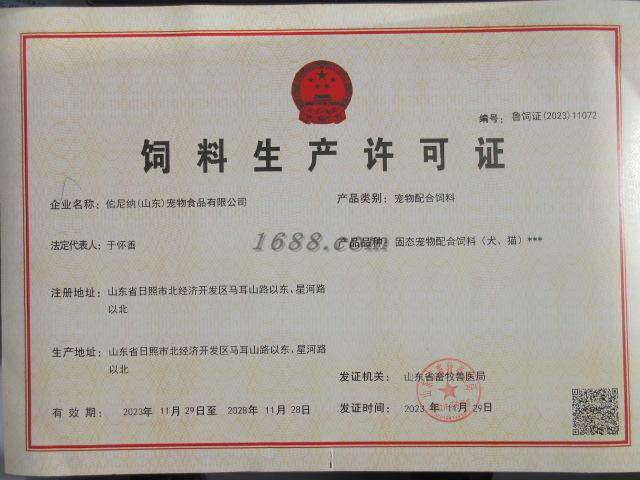 编号：鲁饲证(2023)11072
饲料生产许可证
企业名称：伦尼纳(山东)宠物食品有限公司
产品类别：宠物配合饲料
法定代表人：于怀善
1688.com
产品品种：固态宠物配合饲料（犬、猫）***
注册地址：山东省日照市北经济开发区马耳山路以东、星河路
以北
生产地址：山东省日照市北经济开发区马耳山路以东、星河路
以北
发证机关：山东省畜牧兽医局
有效期：2023年 11月 29日至 2028年 11月 28日
发证时间：2023 年 11月 29日